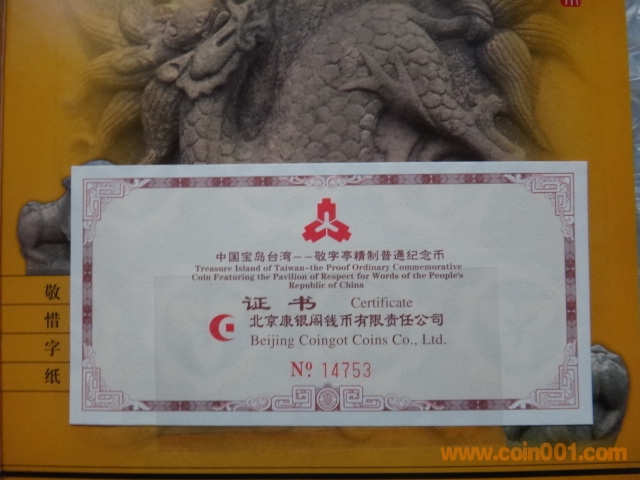 中国宝岛台湾--敬字亭精制普通纪念币
Treasure Island of Taiwan-the Proof Ordinary Commemorative
Coin Featuring the Pavilion of Respect for Words of the People's
Republic of China
证书 Certificate
北京康银阁钱币有限责任公司
Beijing Coingot Coins Co., Ltd.
No 14753
敬
惜
字
纸
www.coin001.com